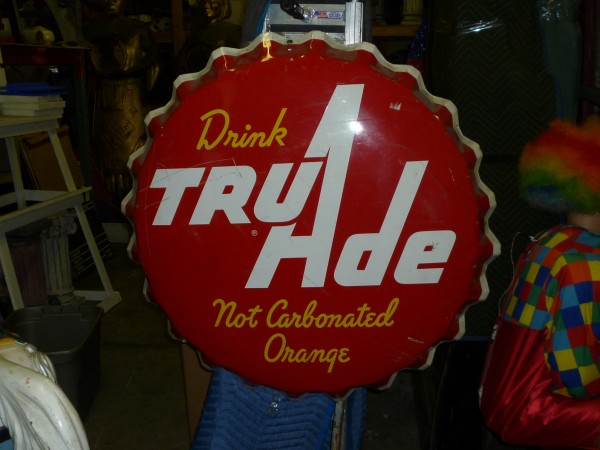 Drink
TRU Ade
®
Not Carbonated
Orange